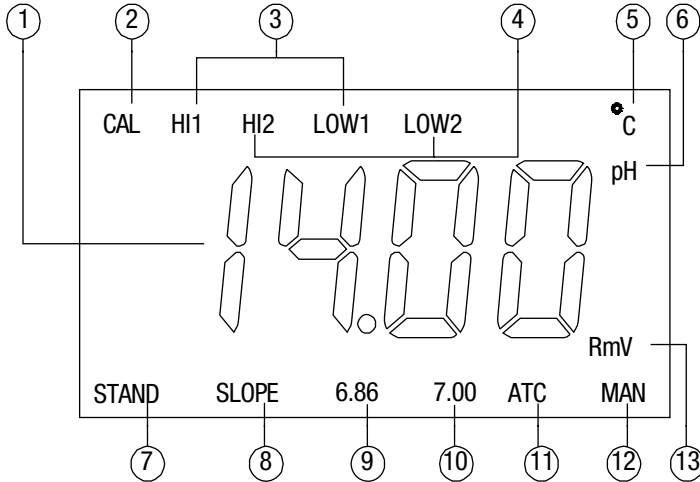 1 2 3 4 5 6
CAL HI1 HI2 LOW1 LOW2 °C
pH
14.00
RmV
STAND SLOPE 6.86 7.00 ATC MAN
7 8 9 10 11 12 13